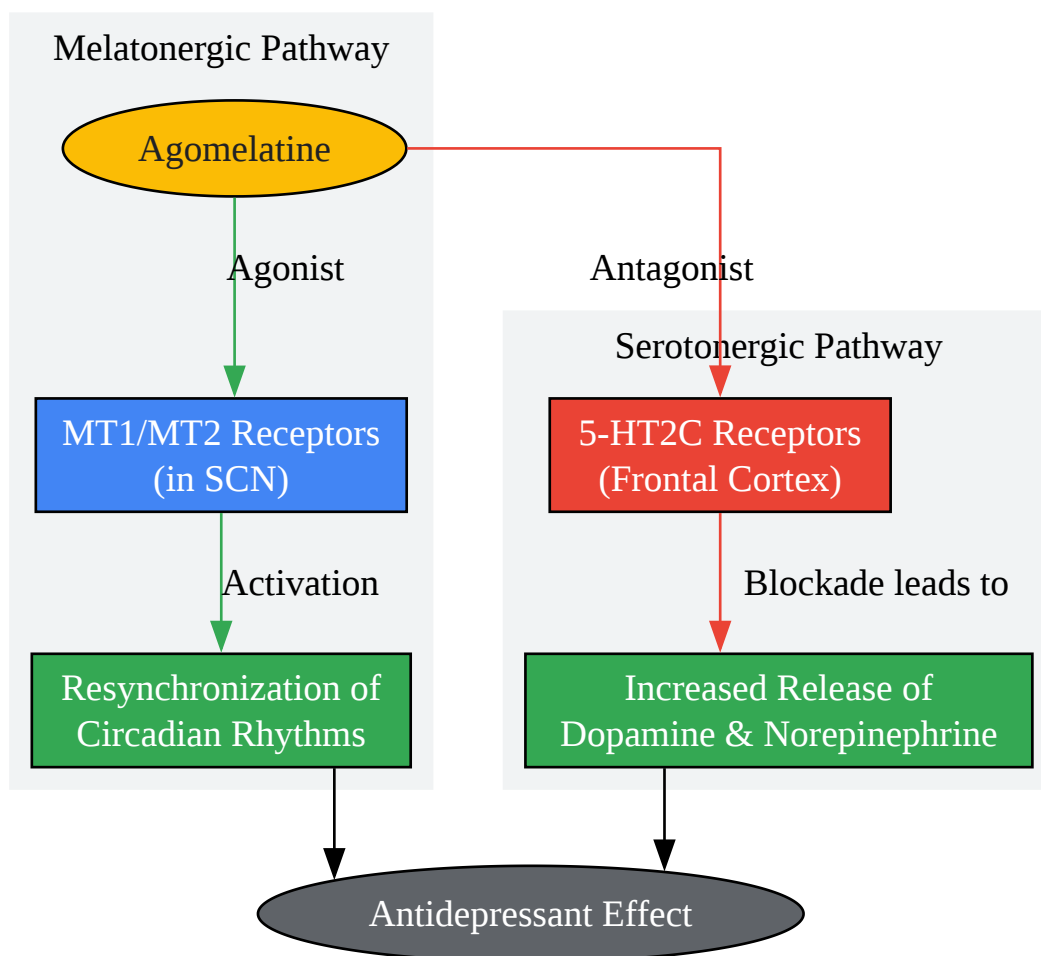 Melatonergic Pathway
Agomelatine
Agonist
Antagonist
Serotonergic Pathway
MT1/MT2 Receptors
(in SCN)
5-HT2C Receptors
(Frontal Cortex)
Activation
Blockade leads to
Resynchronization of
Circadian Rhythms
Increased Release of
Dopamine & Norepinephrine
Antidepressant Effect